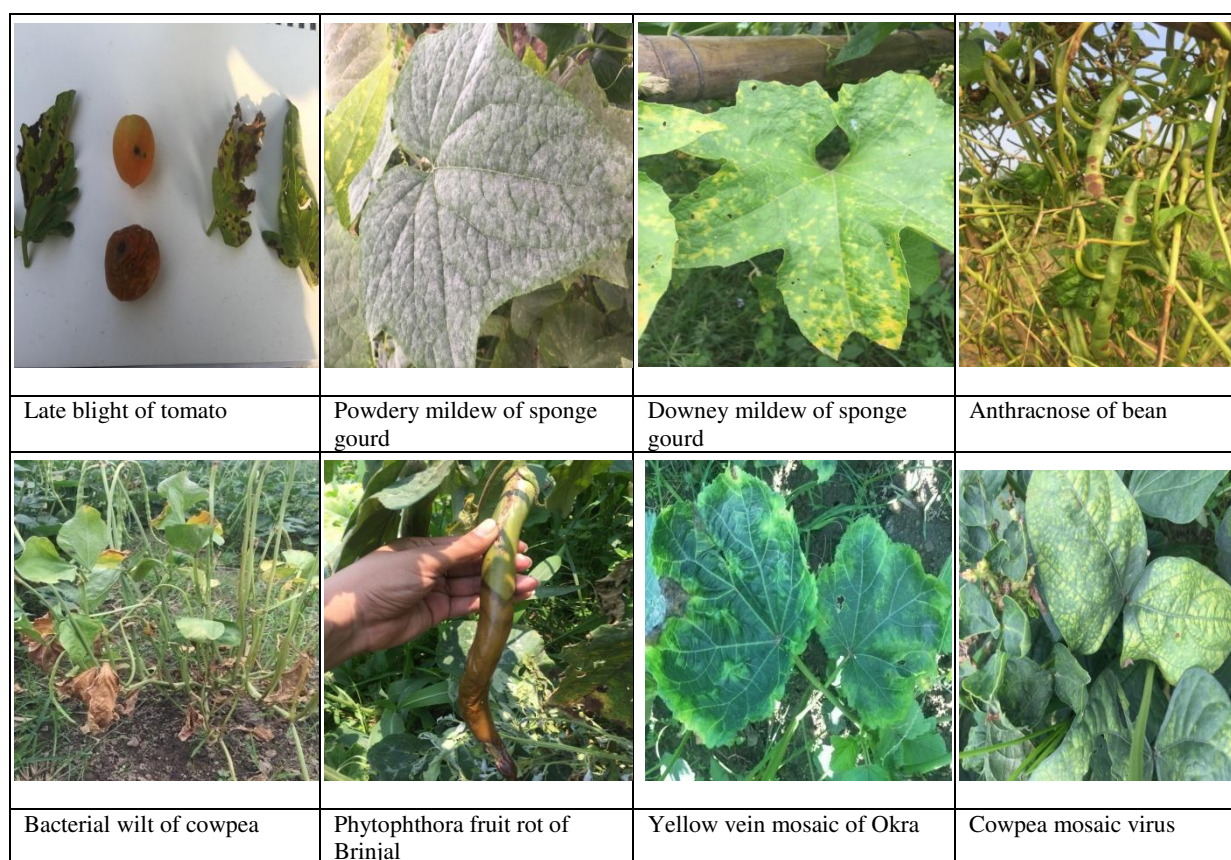 Late blight of tomato
Powdery mildew of sponge
gourd
Downey mildew of sponge
gourd
Anthracnose of bean
Bacterial wilt of cowpea
Phytophthora fruit rot of
Brinjal
Yellow vein mosaic of Okra
Cowpea mosaic virus